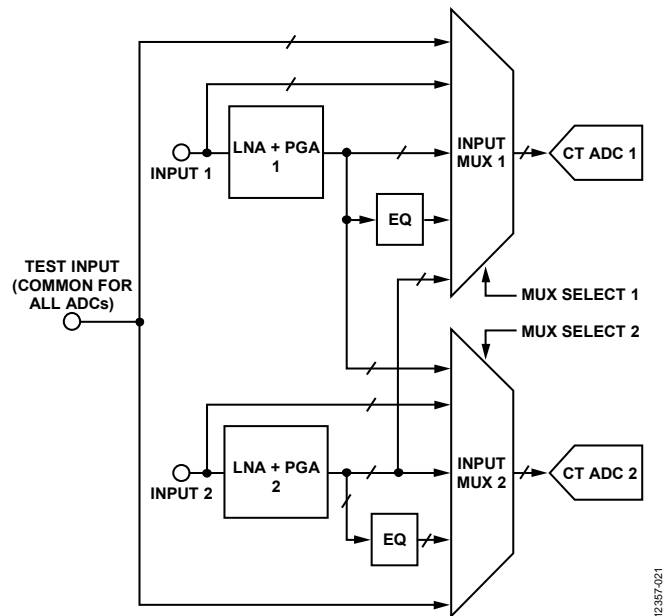 LNA + PGA
1
INPUT 1
INPUT
MUX 1
CT ADC 1
EQ
TEST INPUT
(COMMON FOR
ALL ADCs)
MUX SELECT 1
MUX SELECT 2
LNA + PGA
2
INPUT 2
INPUT
MUX 2
CT ADC 2
EQ
12357-021